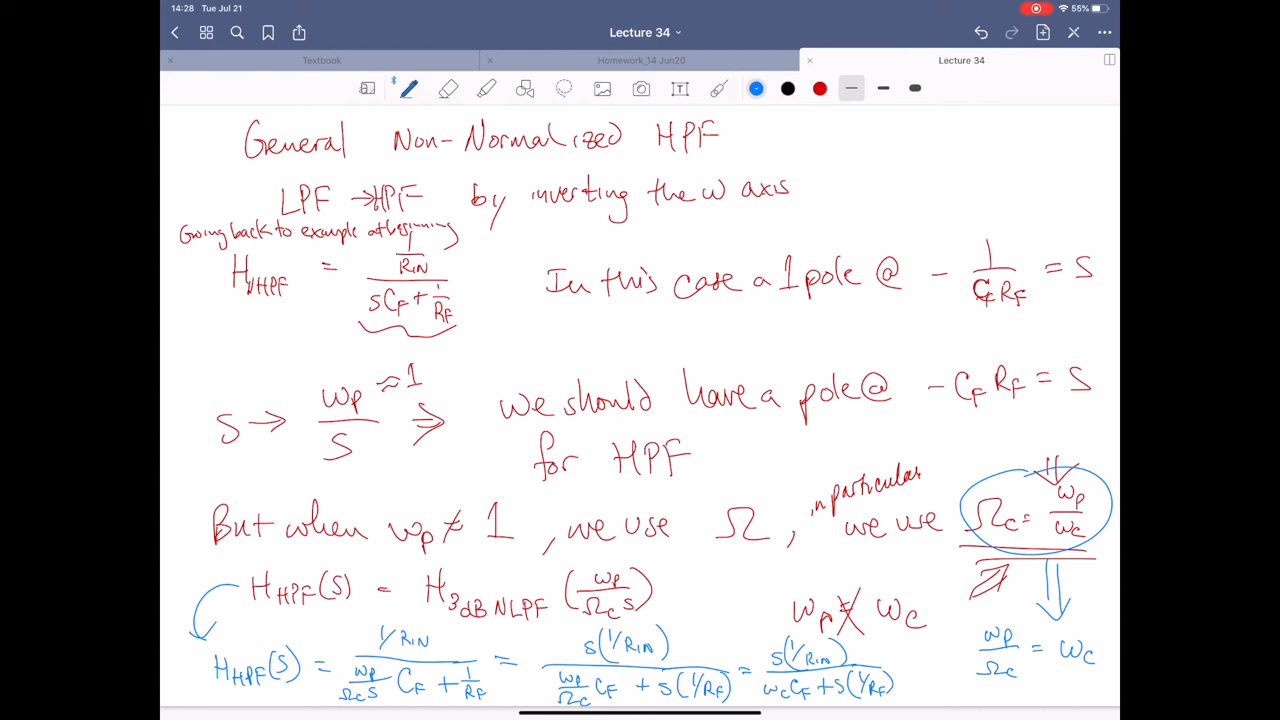 14:28 Tue Jul 21
55%
Lecture 34
Textbook
Homework_14 Jun20
Lecture 34
General Non-Normalized HPF
LPF → HPF by inverting the ω axis
Going back to example at beginning
H_HPF = (1/R_IN) / (sC_F + 1/R_F) In this case a 1 pole @ - 1/(C_F R_F) = S
S → ω_p/S ω_p ≈ 1 ⇒ We should have a pole @ - C_F R_F = S
for HPF
But when ω_p ≠ 1, we use Ω, in particular we use Ω_c = ω_p/ω_c
H_HPF(S) = H_3dB NLPF (ω_p/(Ω_c S)) ω_p ≠ ω_c
H_HPF(S) = (1/R_IN) / ((ω_p/(Ω_c S)) C_F + 1/R_F) = S(1/R_IN) / ((ω_p/Ω_c) C_F + S(1/R_F)) = S(1/R_IN) / (ω_c C_F + S(1/R_F)) ω_p/Ω_c = ω_c